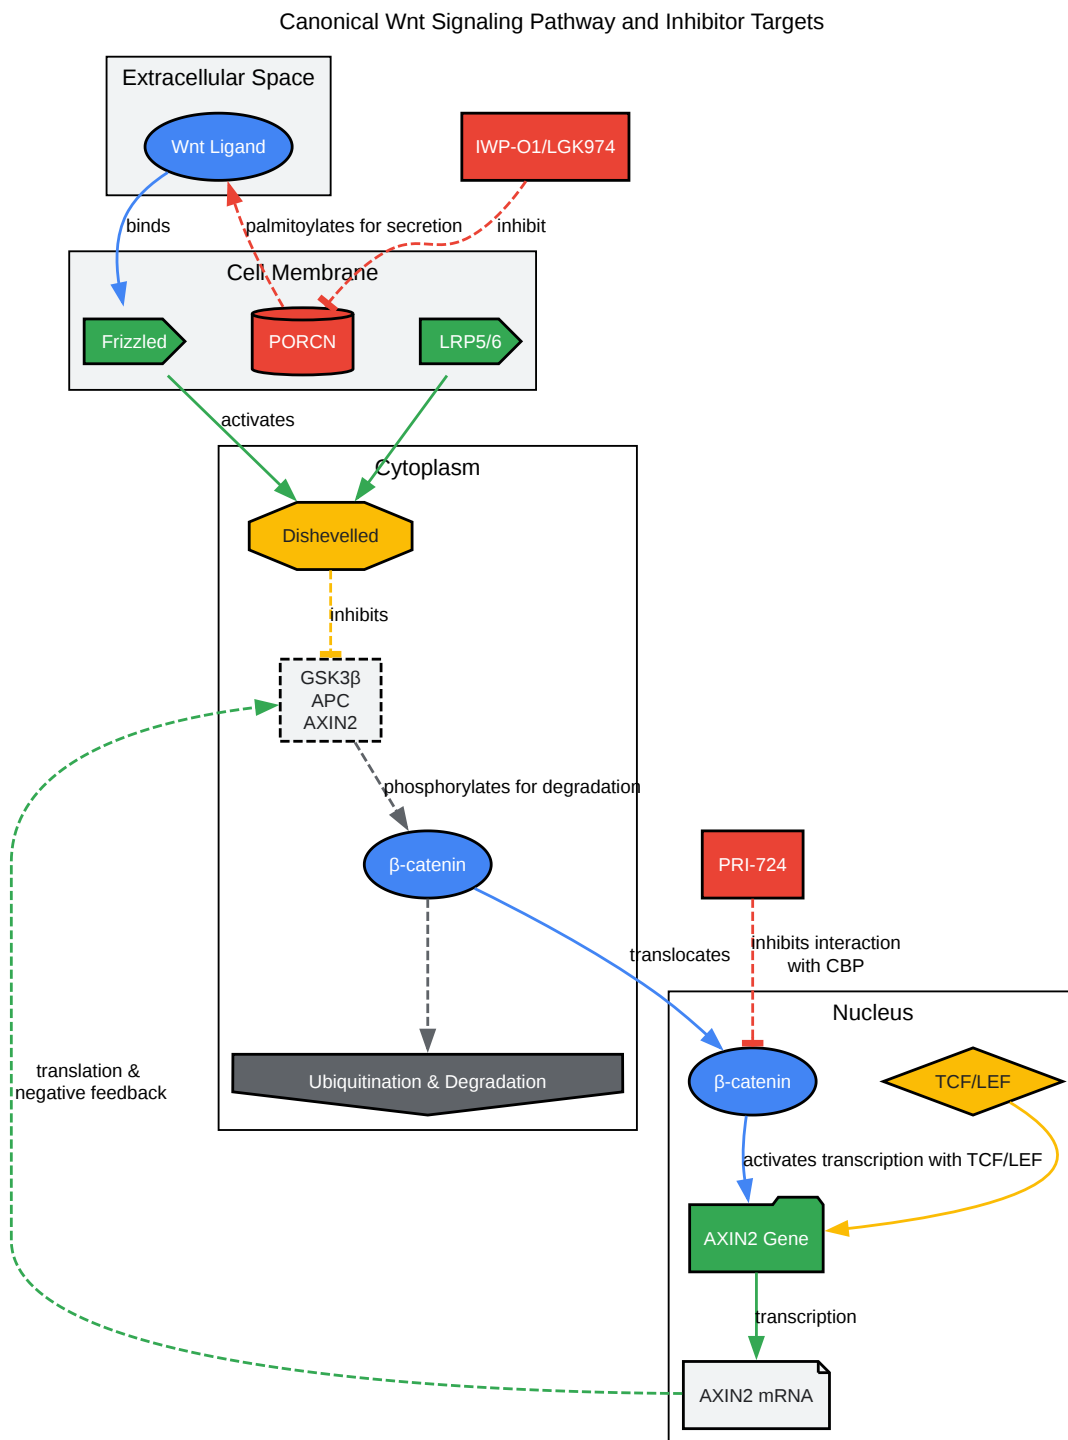 Canonical Wnt Signaling Pathway and Inhibitor Targets
Extracellular Space
Wnt Ligand
IWP-O1/LGK974
binds
palmitoylates for secretion
inhibit
Cell Membrane
Frizzled
PORCN
LRP5/6
activates
Cytoplasm
Dishevelled
inhibits
GSK3β
APC
AXIN2
phosphorylates for degradation
β-catenin
PRI-724
translocates
inhibits interaction
with CBP
Nucleus
translation &
negative feedback
Ubiquitination & Degradation
β-catenin
TCF/LEF
activates transcription with TCF/LEF
AXIN2 Gene
transcription
AXIN2 mRNA